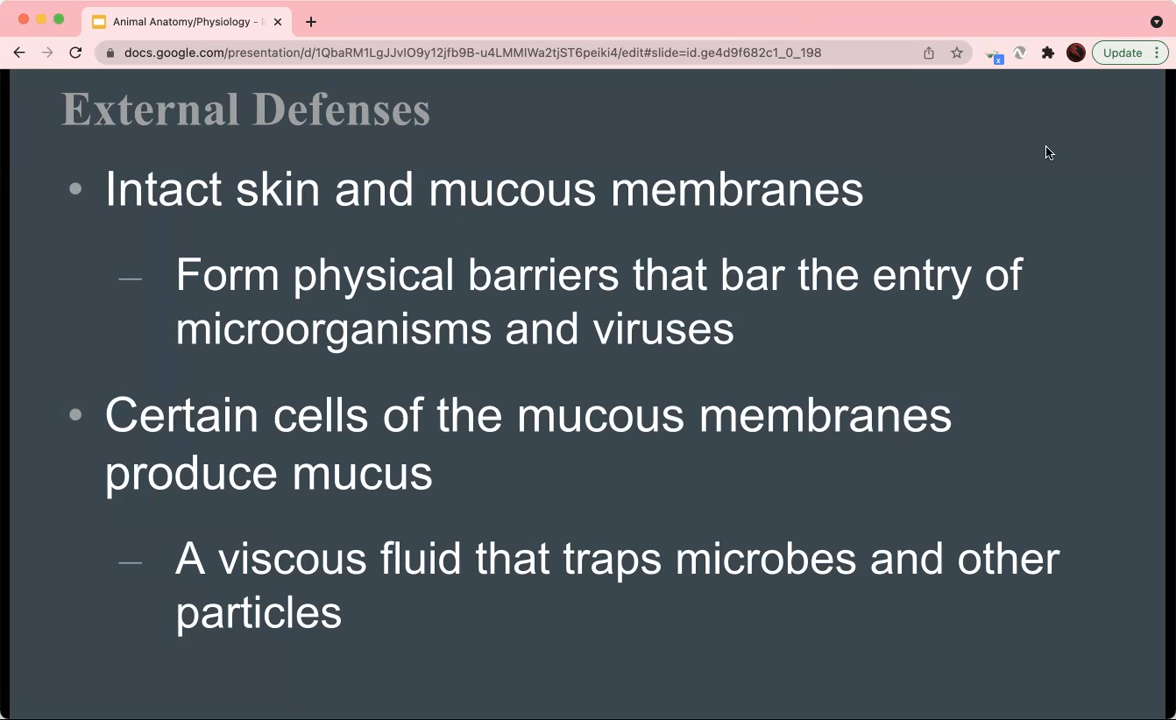 Animal Anatomy/Physiology -
docs.google.com/presentation/d/1QbaRM1LgJJvIO9y12jfb9B-u4LMMIWa2tjST6peiki4/edit#slide=id.ge4d9f682c1_0_198
Update
External Defenses
• Intact skin and mucous membranes
— Form physical barriers that bar the entry of
microorganisms and viruses
• Certain cells of the mucous membranes
produce mucus
— A viscous fluid that traps microbes and other
particles